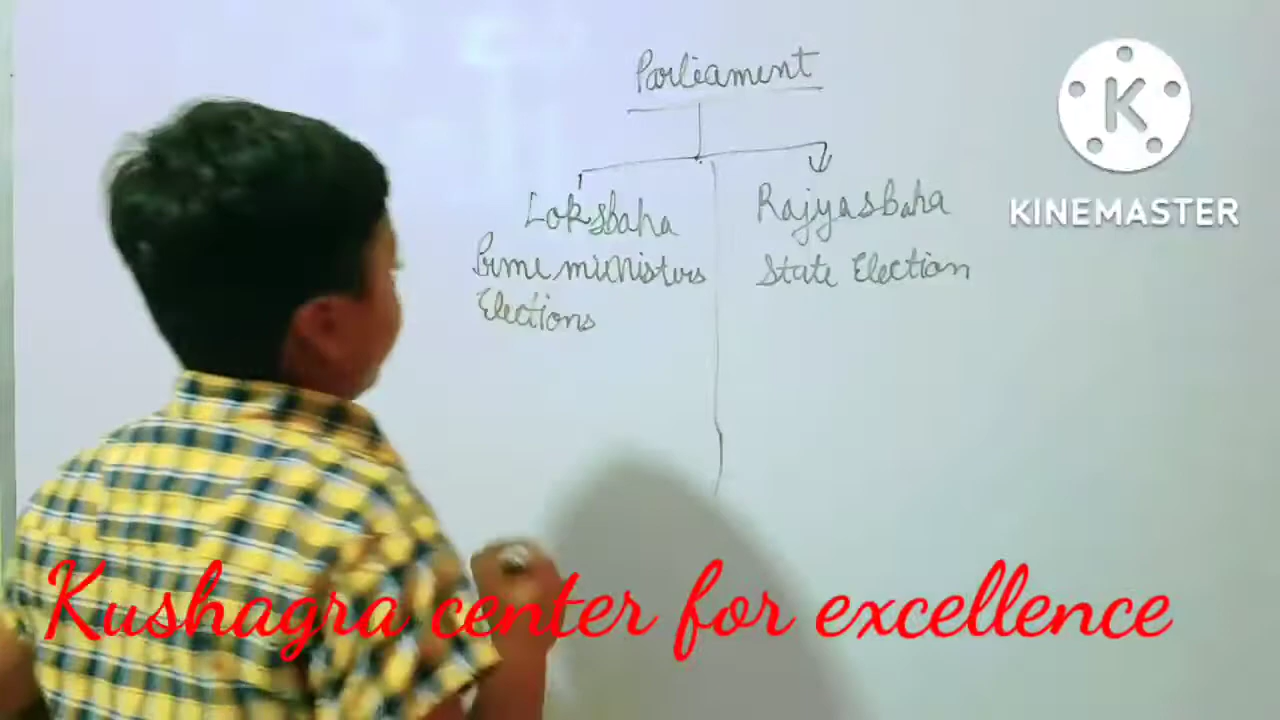 Parliament
KINEMASTER
Loksbaha
Rajyasbaha
Prime ministers
State Election
Elections
Kushagra center for excellence